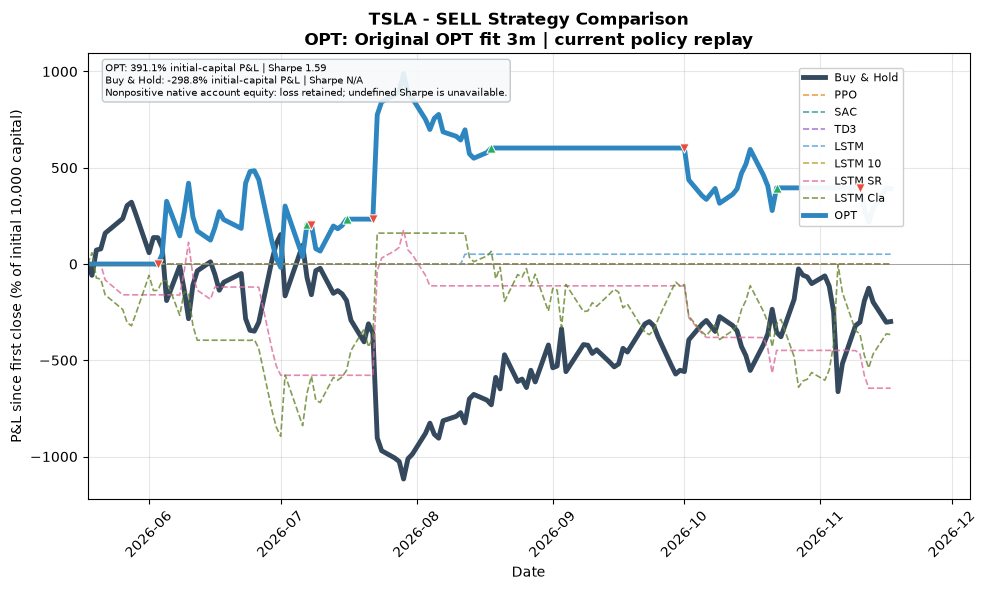 TSLA - SELL Strategy Comparison
OPT: Original OPT fit 3m | current policy replay
OPT: 391.1% initial-capital P&L | Sharpe 1.59
Buy & Hold: -298.8% initial-capital P&L | Sharpe N/A
Nonpositive native account equity: loss retained; undefined Sharpe is unavailable.
Buy & Hold
PPO
SAC
TD3
LSTM
LSTM 10
LSTM SR
LSTM Cla
OPT
P&L since first close (% of initial 10,000 capital)
1000
500
0
−500
−1000
2026-06
2026-07
2026-08
2026-09
2026-10
2026-11
2026-12
Date